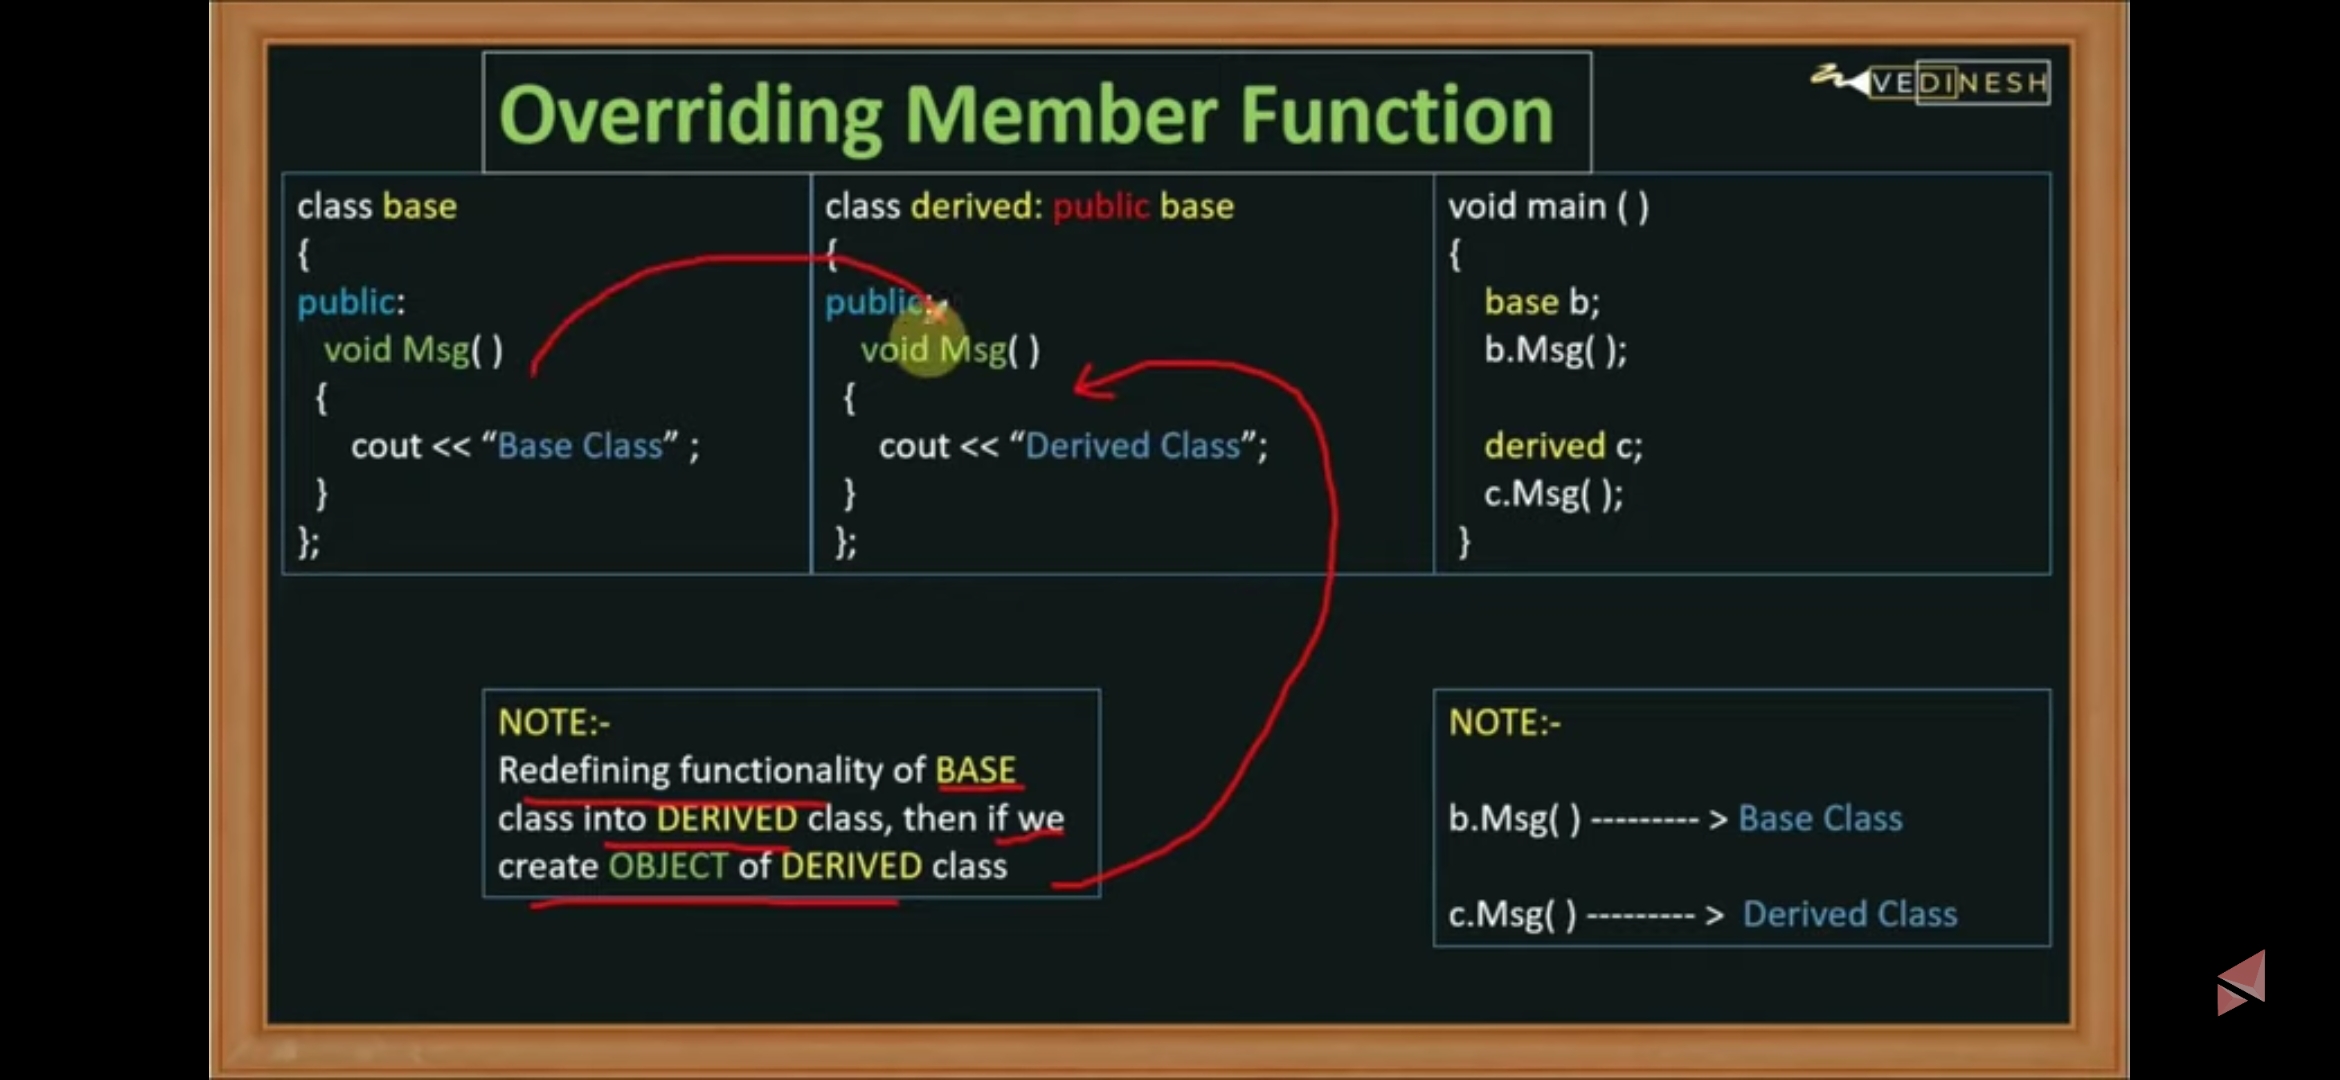 Overriding Member Function
VEDINESH
class base
{
public:
void Msg( )
{
cout << “Base Class” ;
}
};
class derived: public base
{
public:
void Msg( )
{
cout << “Derived Class”;
}
};
void main ( )
{
base b;
b.Msg( );
derived c;
c.Msg( );
}
NOTE:-
Redefining functionality of BASE
class into DERIVED class, then if we
create OBJECT of DERIVED class
NOTE:-
b.Msg( ) --------- > Base Class
c.Msg( ) --------- > Derived Class